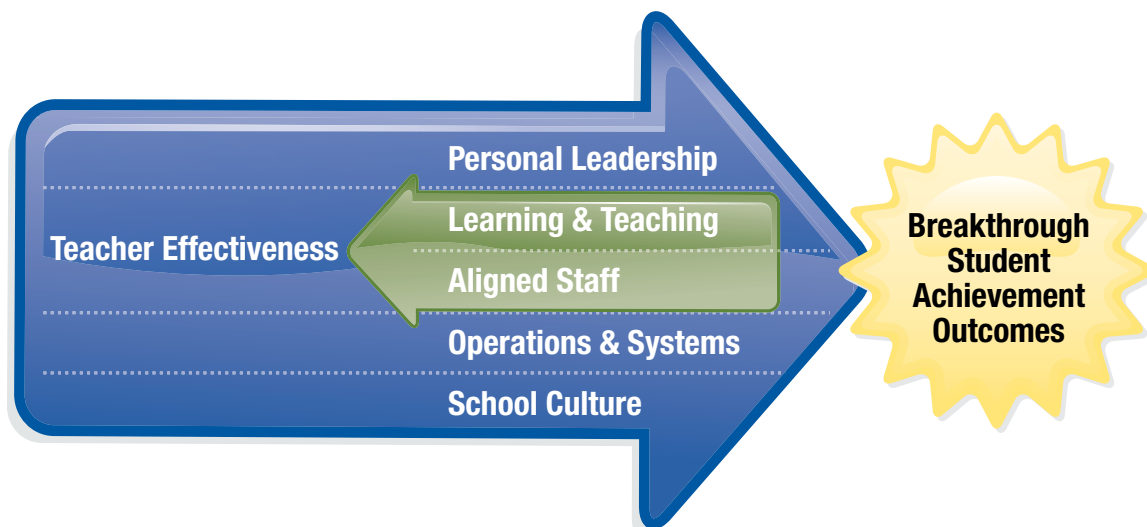 Personal Leadership
Learning & Teaching
Teacher Effectiveness
Aligned Staff
Operations & Systems
School Culture
Breakthrough
Student
Achievement
Outcomes